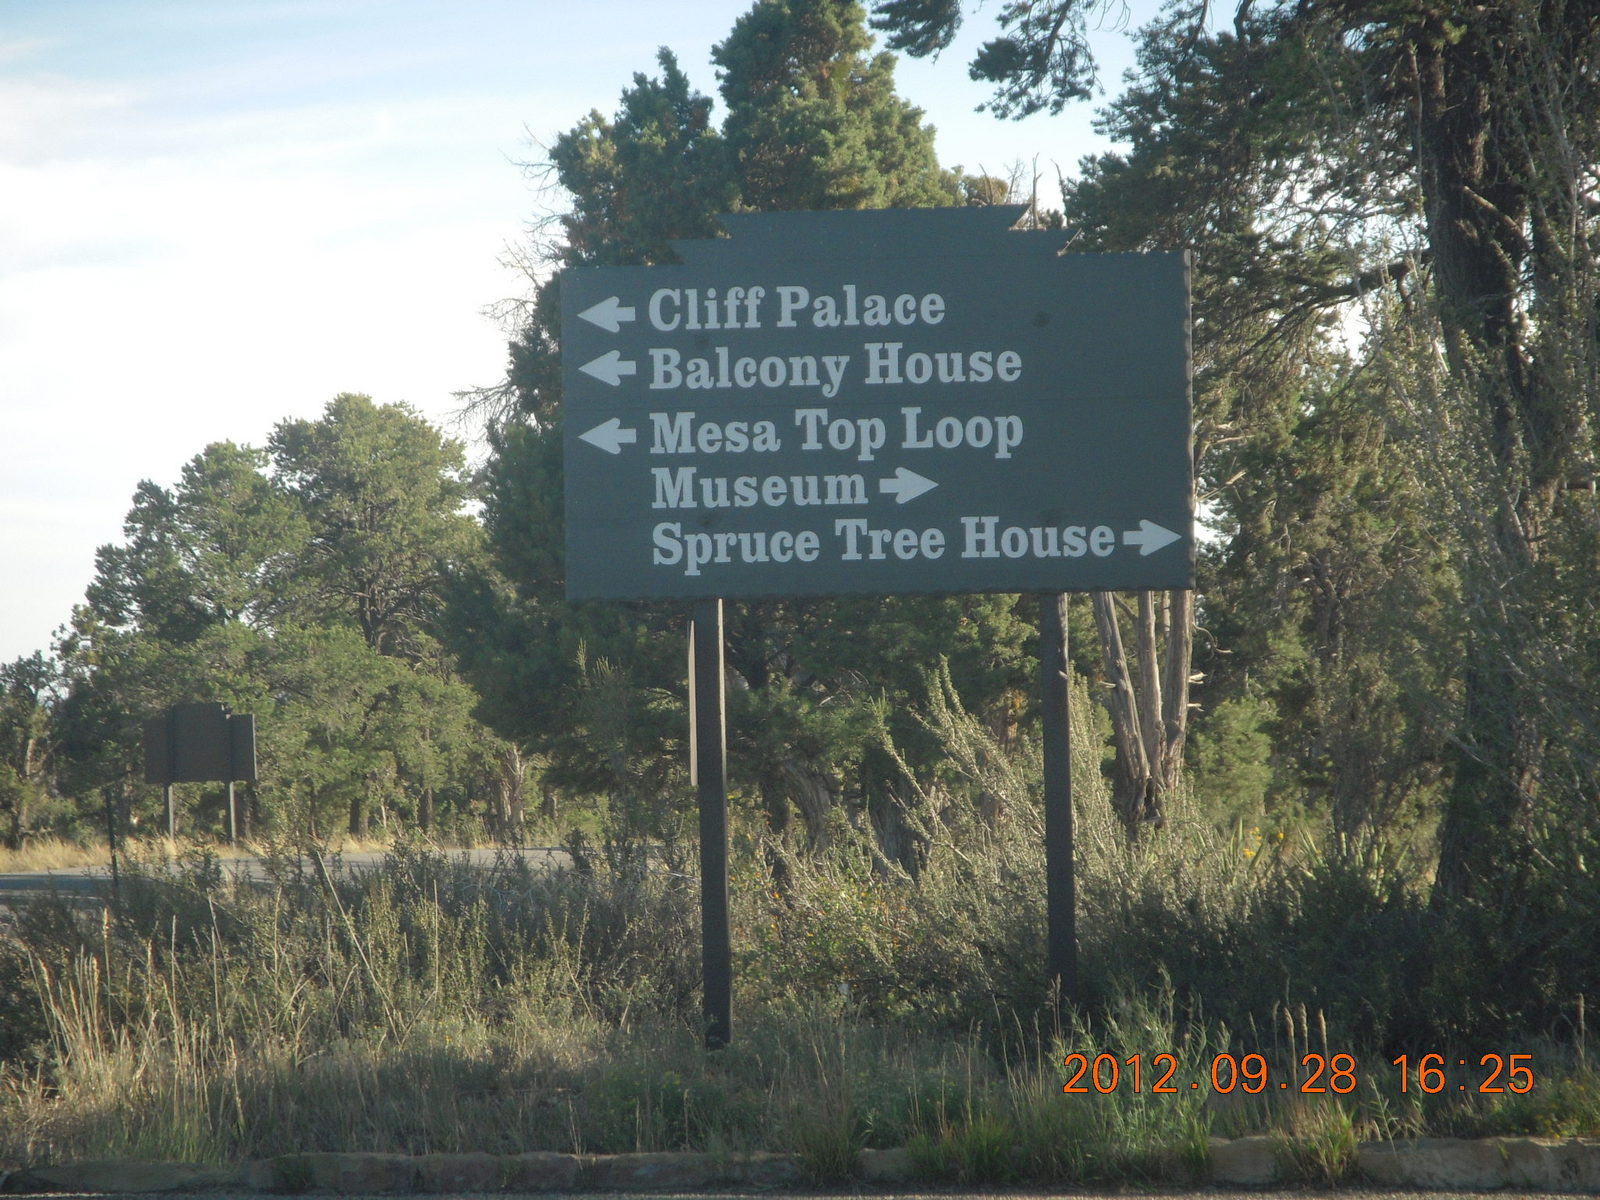 Cliff Palace
Balcony House
Mesa Top Loop
Museum
Spruce Tree House
2012.09.28 16:25